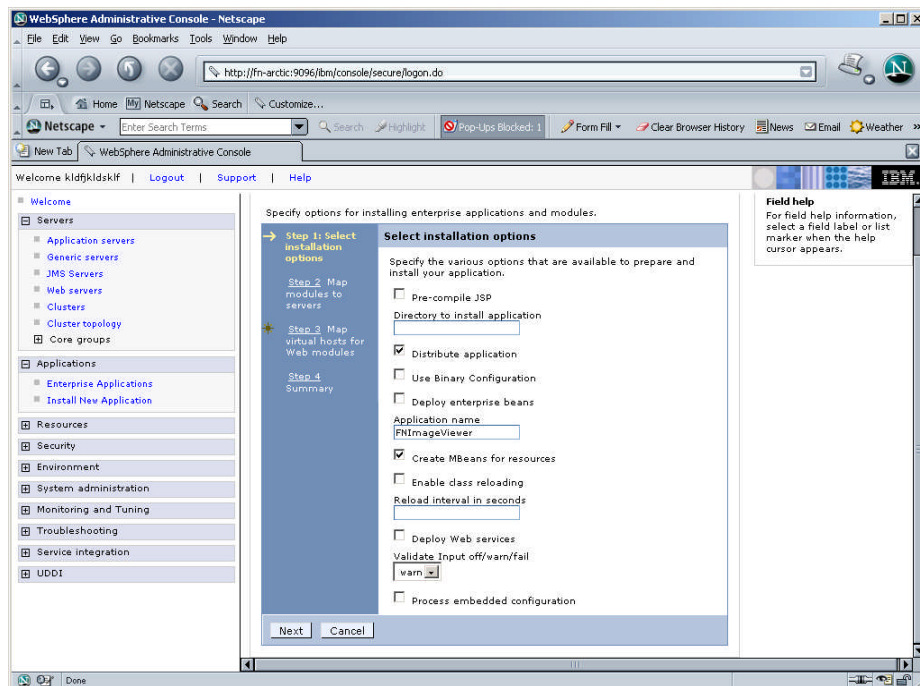 WebSphere Administrative Console - Netscape
File Edit View Go Bookmarks Tools Window Help
http://fn-arctic:9096/ibm/console/secure/logon.do
Home My Netscape Search Customize...
Netscape Enter Search Terms Search Highlight Pop-Ups Blocked: 1 Form Fill Clear Browser History News Email Weather »
New Tab WebSphere Administrative Console
Welcome kldfjkldsklf | Logout | Support | Help
IBM.
Welcome
Servers
Application servers
Generic servers
JMS Servers
Web servers
Clusters
Cluster topology
Core groups
Applications
Enterprise Applications
Install New Application
Resources
Security
Environment
System administration
Monitoring and Tuning
Troubleshooting
Service integration
UDDI
Specify options for installing enterprise applications and modules.
Step 1: Select
installation
options
Step 2 Map
modules to
servers
Step 3 Map
virtual hosts for
Web modules
Step 4
Summary
Select installation options
Specify the various options that are available to prepare and
install your application.
Pre-compile JSP
Directory to install application
Distribute application
Use Binary Configuration
Deploy enterprise beans
Application name
FNImageViewer
Create MBeans for resources
Enable class reloading
Reload interval in seconds
Deploy Web services
Validate Input off/warn/fail
warn
Process embedded configuration
Next Cancel
Field help
For field help information,
select a field label or list
marker when the help
cursor appears.
Done